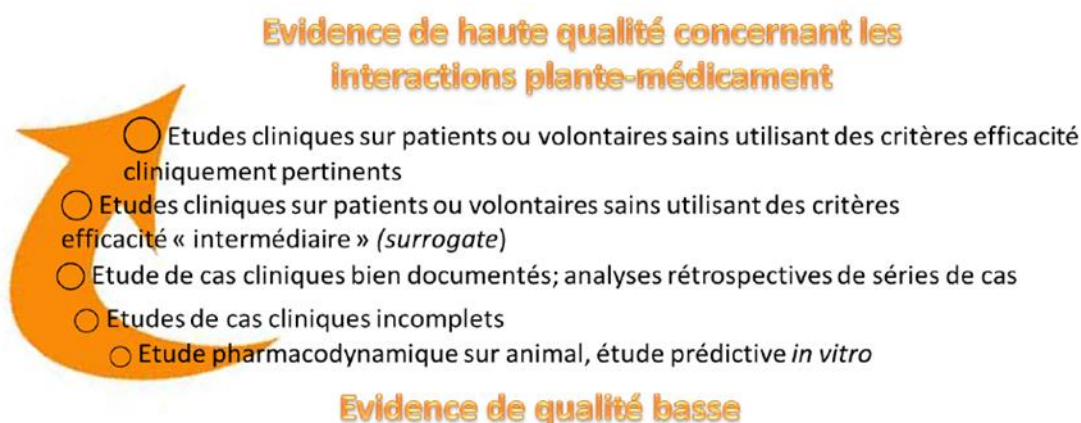 Evidence de haute qualité concernant les
interactions plante-médicament
Etudes cliniques sur patients ou volontaires sains utilisant des critères efficacité
cliniquement pertinents
Etudes cliniques sur patients ou volontaires sains utilisant des critères
efficacité « intermédiaire » (surrogate)
Etude de cas cliniques bien documentés; analyses rétrospectives de séries de cas
Etudes de cas cliniques incomplets
Etude pharmacodynamique sur animal, étude prédictive in vitro
Evidence de qualité basse